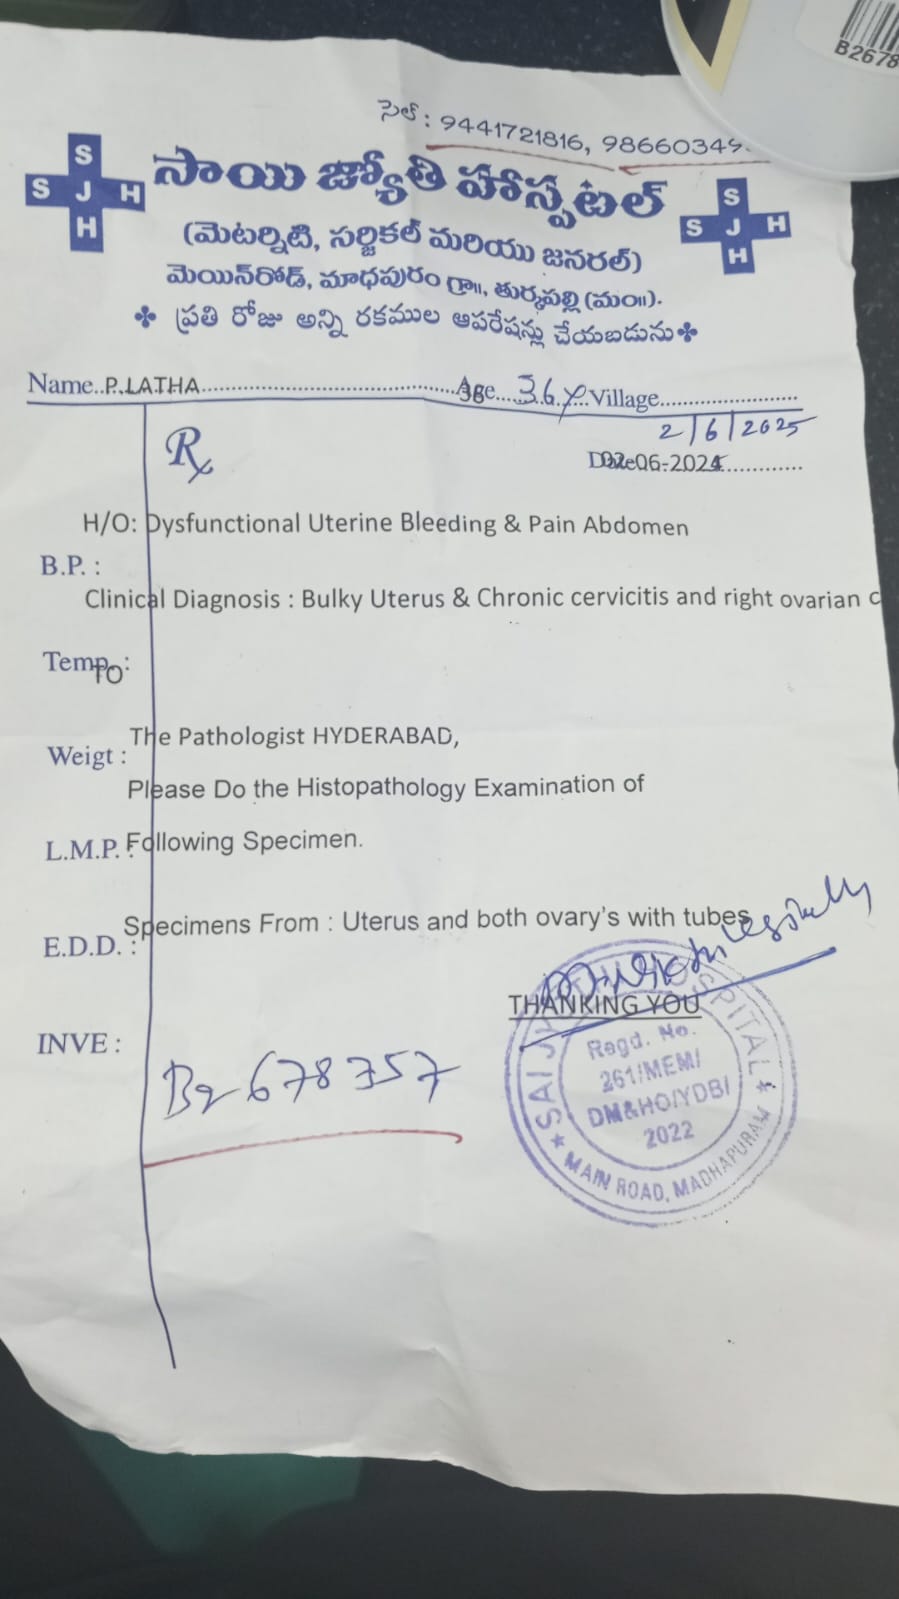 B2678
సెల్ : 9441721816, 98660349
S
S J H
H
సాయి జ్యోతి హాస్పటల్
S
S J H
H
(మెటర్నిటి, సర్జికల్ మరియు జనరల్)
మెయిన్‌రోడ్, మాధపురం గ్రా॥, తుర్కపల్లి (మం॥).
ప్రతి రోజు అన్ని రకముల ఆపరేషన్లు చేయబడును
Name..P.LATHA.......Age.....36y Village.......
2/6/2025
Date 02-06-2024
Rx
H/O: Dysfunctional Uterine Bleeding & Pain Abdomen
B.P. :
Clinical Diagnosis : Bulky Uterus & Chronic cervicitis and right ovarian c
Temp :
TO
The Pathologist HYDERABAD,
Weigt :
Please Do the Histopathology Examination of
L.M.P. : Following Specimen.
Specimens From : Uterus and both ovary's with tubes
E.D.D. :
THANKING YOU
INVE :
B2678357
SAI JYOTHI HOSPITAL
Regd. No.
261/MEM/
DM&HO/YDB/
2022
MAIN ROAD, MADHAPURAM